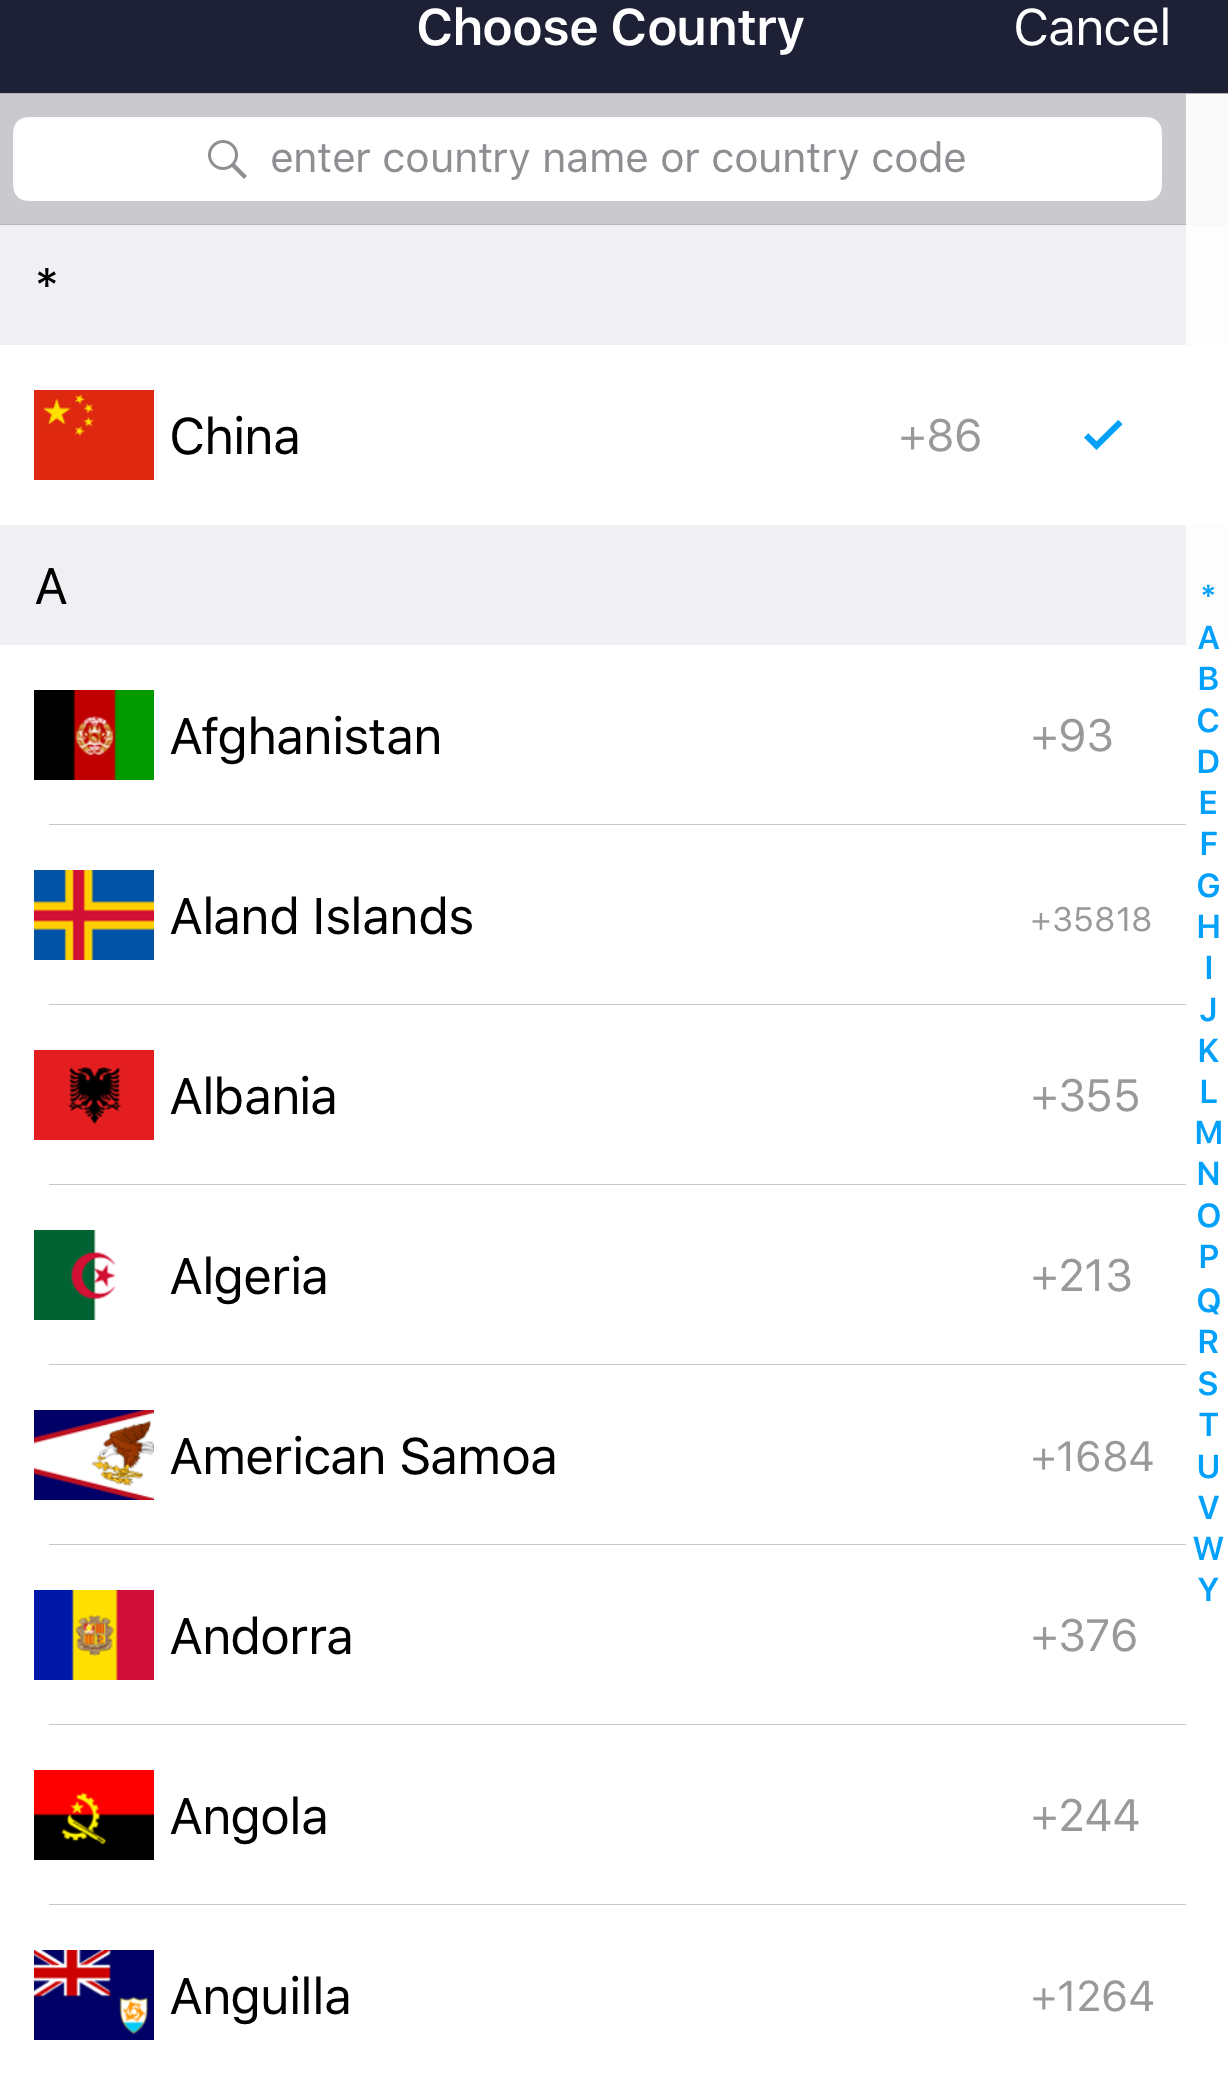 Choose Country Cancel
enter country name or country code
*
China +86
A
Afghanistan +93
Aland Islands +35818
Albania +355
Algeria +213
American Samoa +1684
Andorra +376
Angola +244
Anguilla +1264
*
A
B
C
D
E
F
G
H
I
J
K
L
M
N
O
P
Q
R
S
T
U
V
W
Y